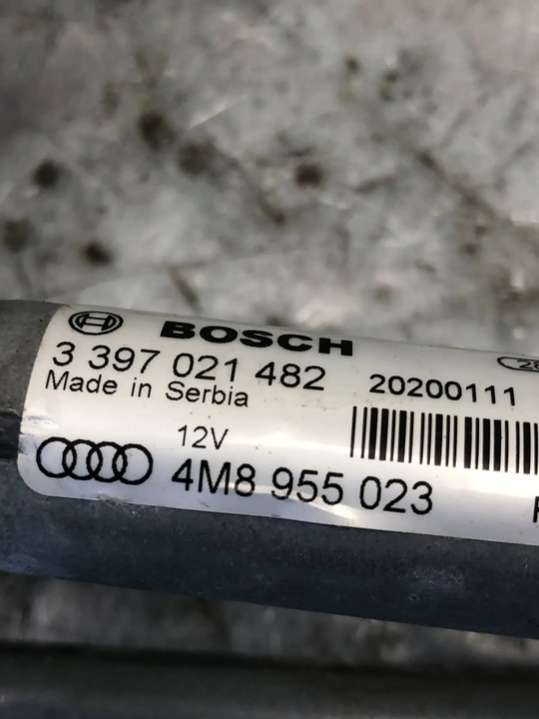 BOSCH
3 397 021 482 20200111
Made in Serbia
12V
4M8 955 023